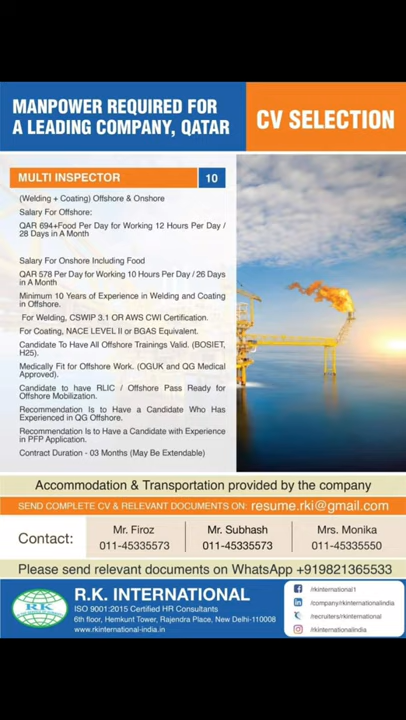 MANPOWER REQUIRED FOR
A LEADING COMPANY, QATAR
CV SELECTION
MULTI INSPECTOR 10
(Welding + Coating) Offshore & Onshore
Salary For Offshore:
QAR 694+Food Per Day for Working 12 Hours Per Day /
28 Days in A Month
Salary For Onshore Including Food
QAR 578 Per Day for Working 10 Hours Per Day / 26 Days
in A Month
Minimum 10 Years of Experience in Welding and Coating
in Offshore.
For Welding, CSWIP 3.1 OR AWS CWI Certification.
For Coating, NACE LEVEL II or BGAS Equivalent.
Candidate To Have All Offshore Trainings Valid. (BOSIET,
H25).
Medically Fit for Offshore Work. (OGUK and QG Medical
Approved).
Candidate to have RLIC / Offshore Pass Ready for
Offshore Mobilization.
Recommendation Is to Have a Candidate Who Has
Experienced in QG Offshore.
Recommendation Is to Have a Candidate with Experience
in PFP Application.
Contract Duration - 03 Months (May Be Extendable)
Accommodation & Transportation provided by the company
SEND COMPLETE CV & RELEVANT DOCUMENTS ON: resume.rki@gmail.com
Contact:
Mr. Firoz
011-45335573
Mr. Subhash
011-45335573
Mrs. Monika
011-45335550
Please send relevant documents on WhatsApp +919821365533
RK
R.K. INTERNATIONAL
ISO 9001:2015 Certified HR Consultants
6th floor, Hemkunt Tower, Rajendra Place, New Delhi-110008
www.rkinternational-india.in
/rkinternational1
/company/rkinternationalindia
/recruiters/rkinternational
/rkinternationalindia